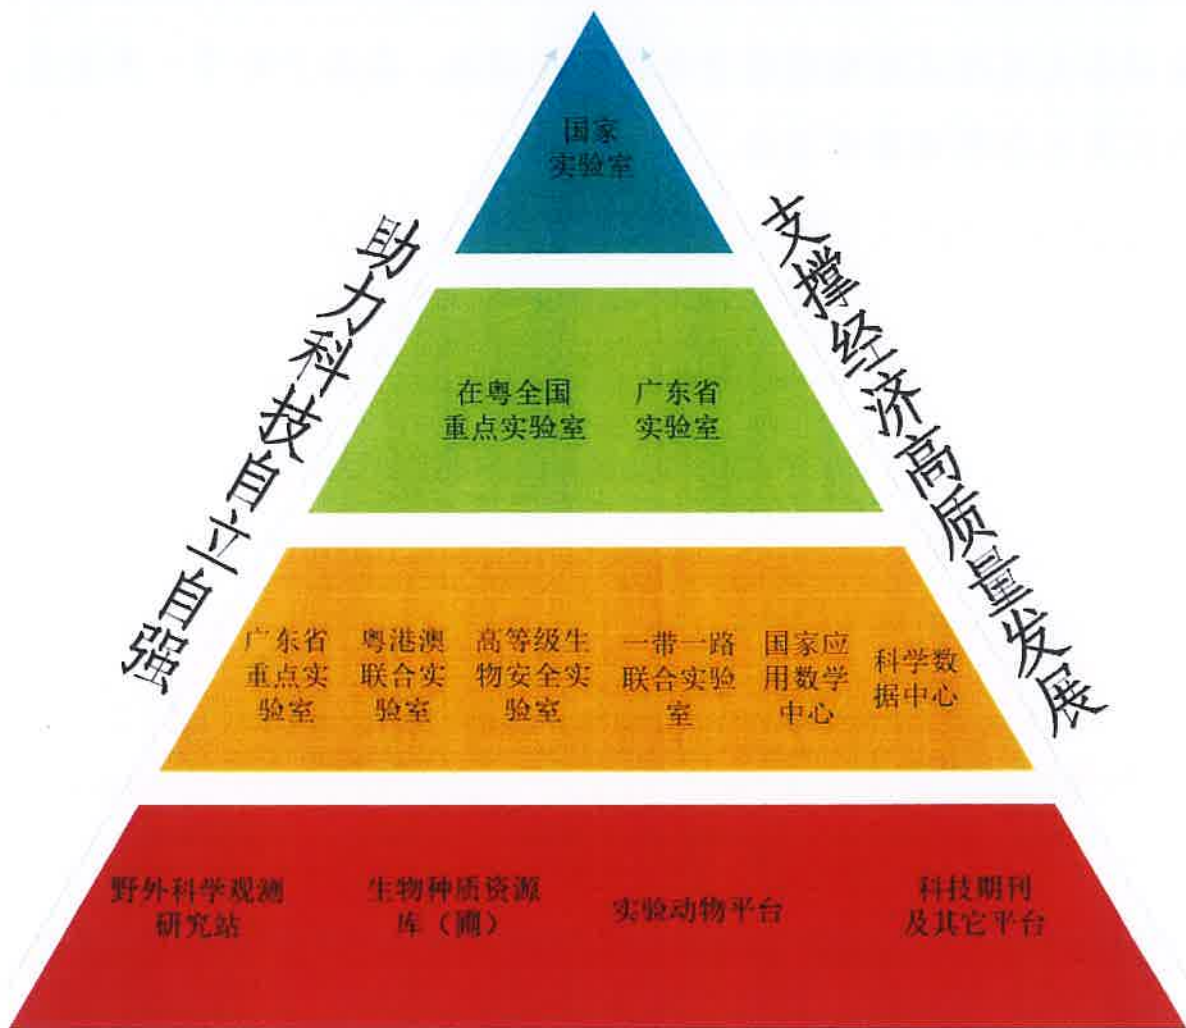 国家
实验室
助力科技自立自强
支撑经济高质量发展
在粤全国
重点实验室
广东省
实验室
广东省
重点实
验室
粤港澳
联合实
验室
高等级生
物安全实
验室
一带一路
联合实验
室
国家应
用数学
中心
科学数
据中心
野外科学观测
研究站
生物种质资源
库（圃）
实验动物平台
科技期刊
及其它平台